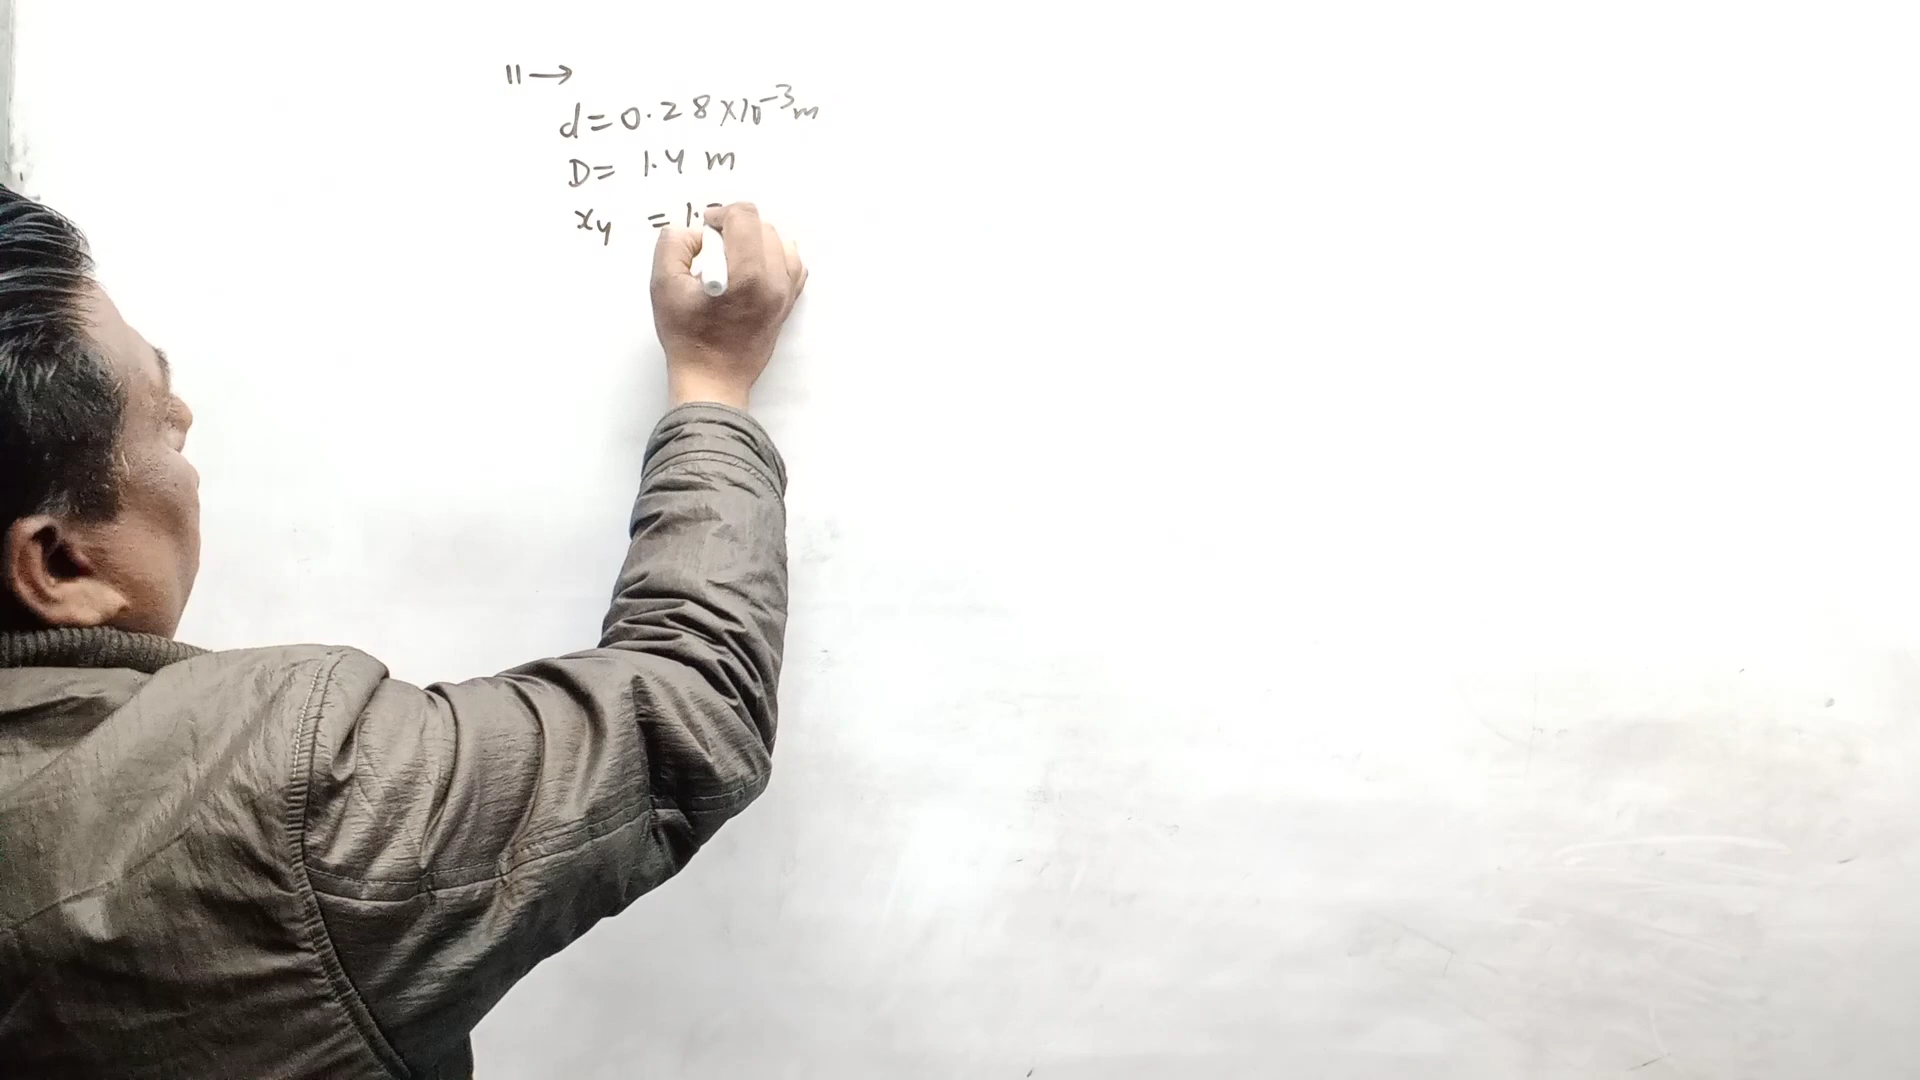 11→
d=0.28×10⁻³m
D= 1.4 m
x₄ = 1.